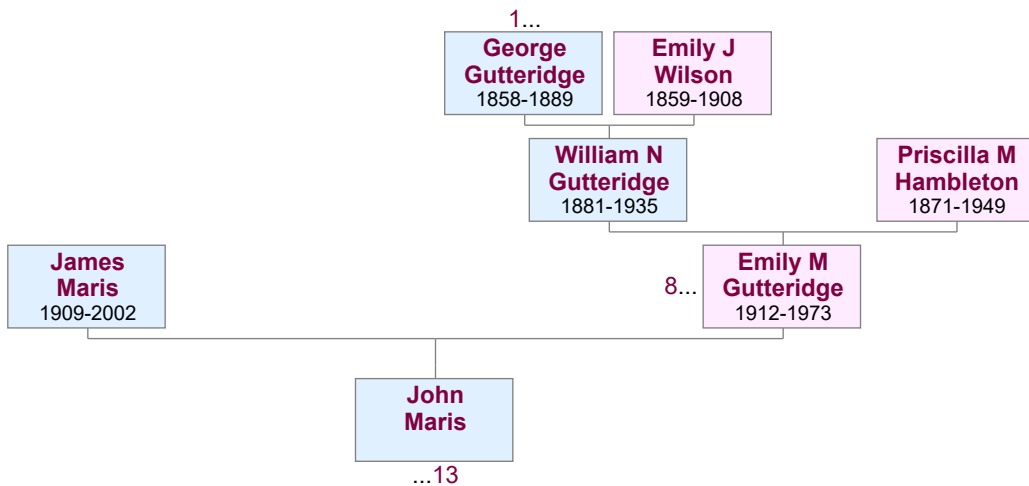 1...
George
Gutteridge
1858-1889
Emily J
Wilson
1859-1908
William N
Gutteridge
1881-1935
Priscilla M
Hambleton
1871-1949
James
Maris
1909-2002
8...
Emily M
Gutteridge
1912-1973
John
Maris
...13